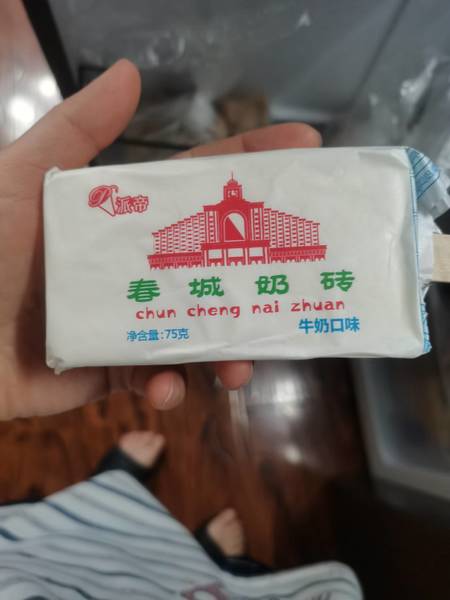 派帝
春城奶砖
chun cheng nai zhuan
净含量:75克
牛奶口味